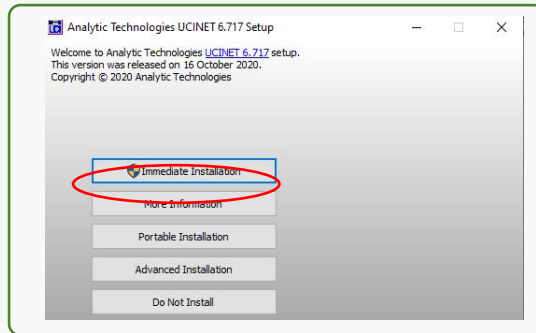 Analytic Technologies UCINET 6.717 Setup
Welcome to Analytic Technologies UCINET 6.717 setup.
This version was released on 16 October 2020.
Copyright © 2020 Analytic Technologies
Immediate Installation
More Information
Portable Installation
Advanced Installation
Do Not Install